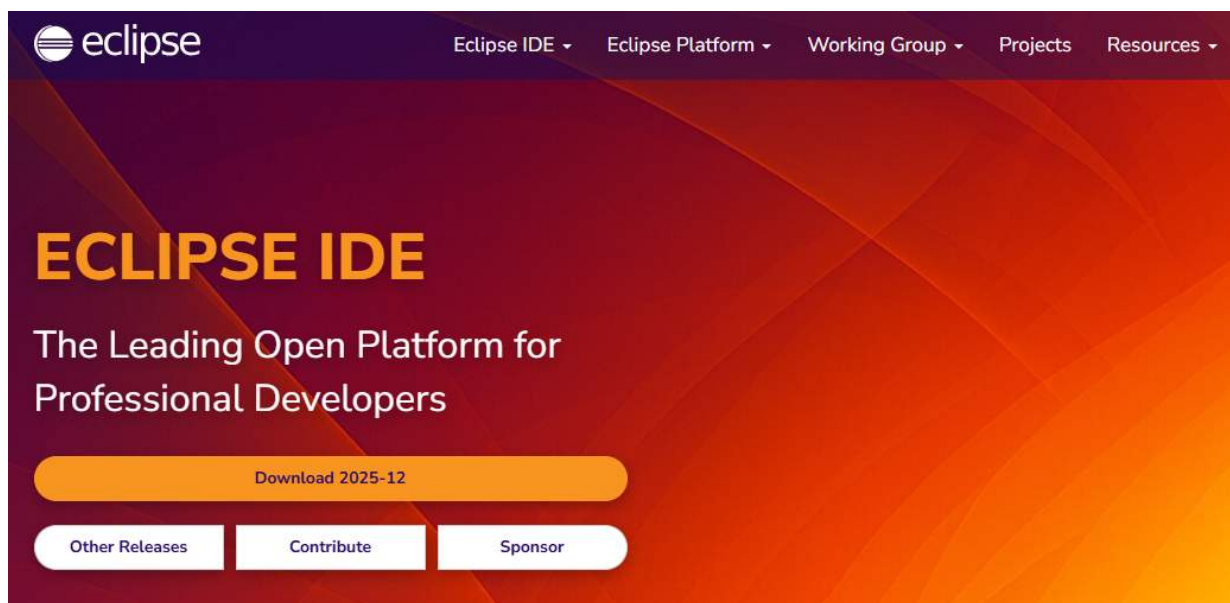 eclipse
Eclipse IDE Eclipse Platform Working Group Projects Resources
ECLIPSE IDE
The Leading Open Platform for
Professional Developers
Download 2025-12
Other Releases Contribute Sponsor